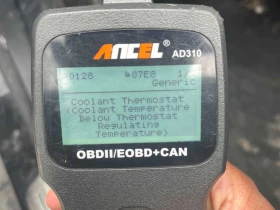 ANCEL
AD310
P0128 07E8 1/
Generic
Coolant Thermostat
(Coolant Temperature
Below Thermostat
Regulating
Temperature)
OBDII/EOBD+CAN